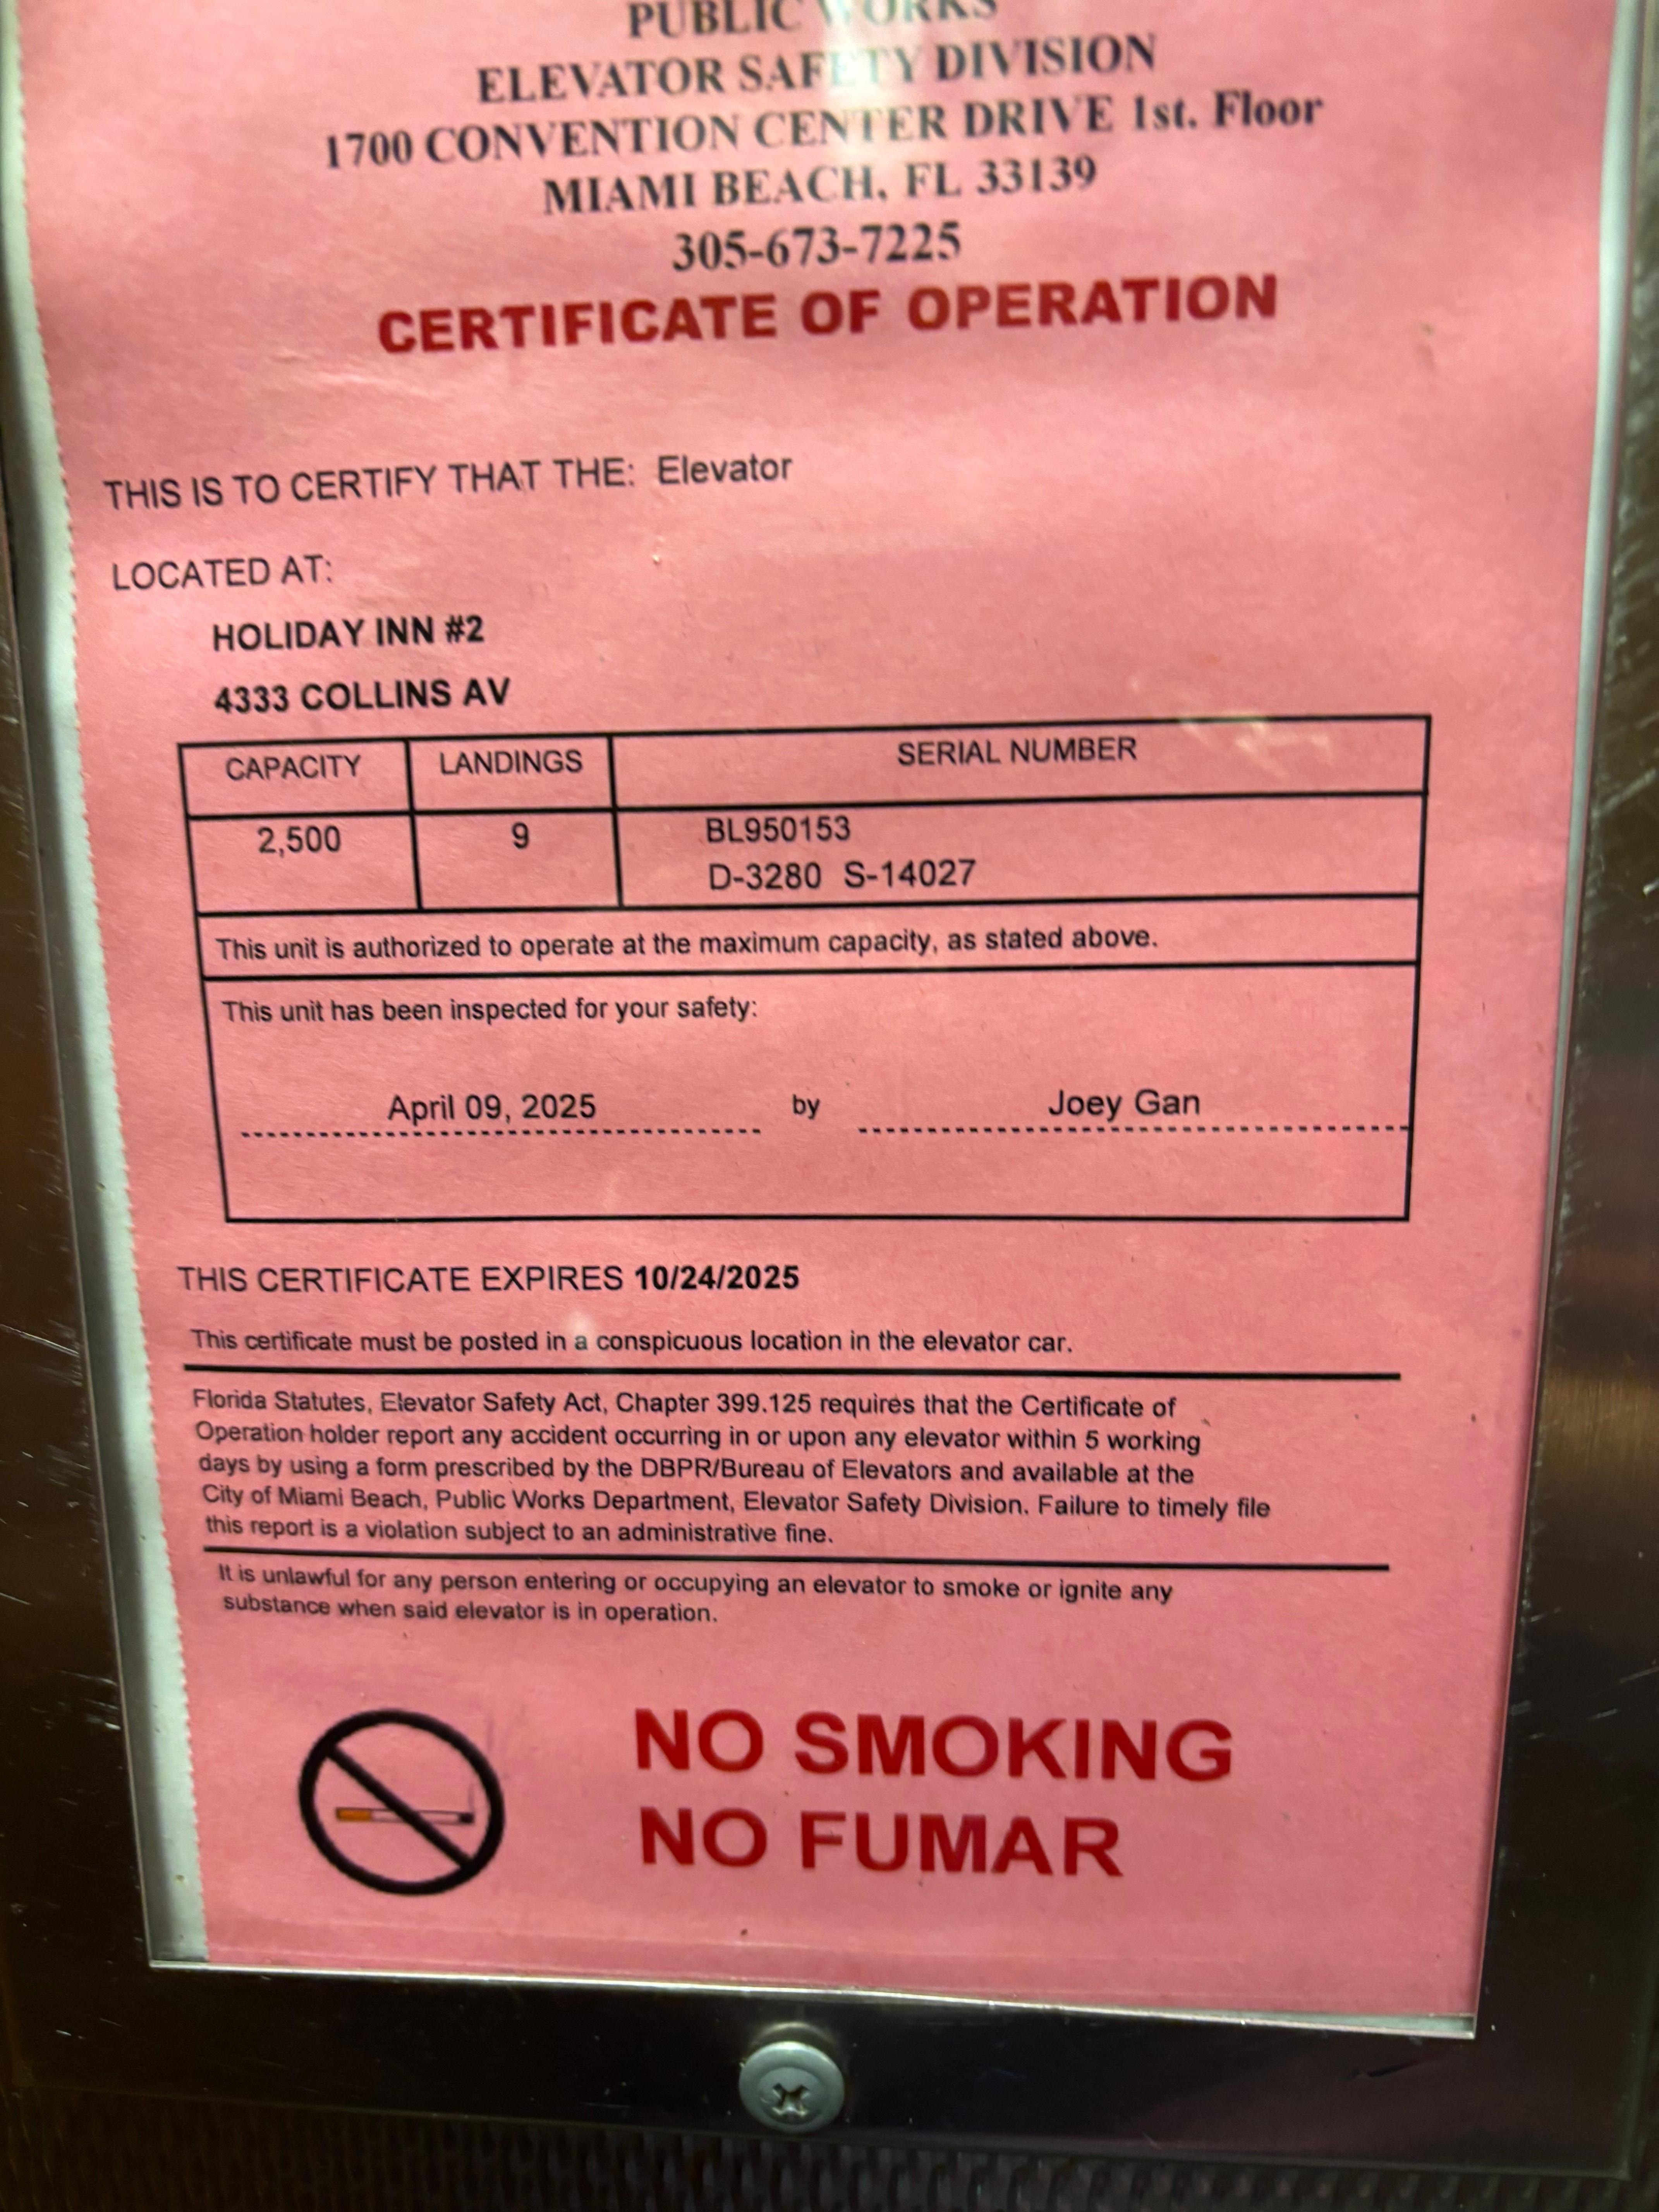 PUBLIC WORKS
ELEVATOR SAFETY DIVISION
1700 CONVENTION CENTER DRIVE 1st. Floor
MIAMI BEACH, FL 33139
305-673-7225
CERTIFICATE OF OPERATION
THIS IS TO CERTIFY THAT THE: Elevator
LOCATED AT:
HOLIDAY INN #2
4333 COLLINS AV
CAPACITY LANDINGS SERIAL NUMBER
2,500 9 BL950153
D-3280 S-14027
This unit is authorized to operate at the maximum capacity, as stated above.
This unit has been inspected for your safety:
April 09, 2025 by Joey Gan
THIS CERTIFICATE EXPIRES 10/24/2025
This certificate must be posted in a conspicuous location in the elevator car.
Florida Statutes, Elevator Safety Act, Chapter 399.125 requires that the Certificate of
Operation holder report any accident occurring in or upon any elevator within 5 working
days by using a form prescribed by the DBPR/Bureau of Elevators and available at the
City of Miami Beach, Public Works Department, Elevator Safety Division. Failure to timely file
this report is a violation subject to an administrative fine.
It is unlawful for any person entering or occupying an elevator to smoke or ignite any
substance when said elevator is in operation.
NO SMOKING
NO FUMAR